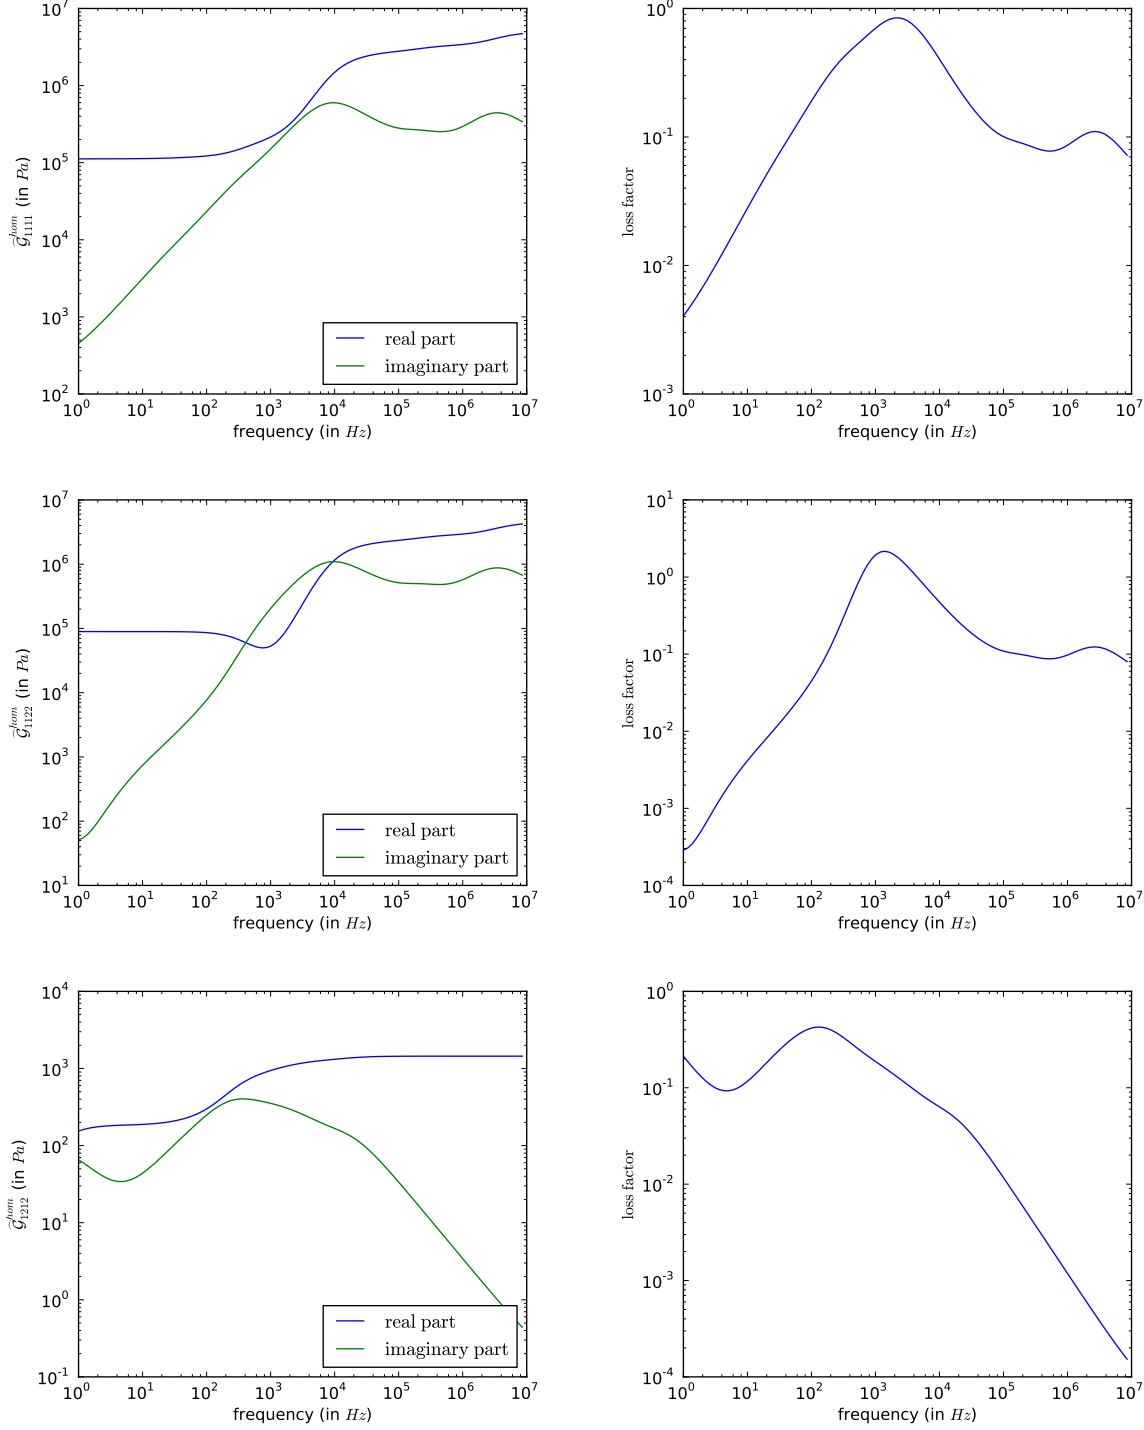 10^7
10^6
10^5
10^4
10^3
10^2
10^0 10^1 10^2 10^3 10^4 10^5 10^6 10^7
frequency (in Hz)
𝒢̃^{hom}_{1111} (in Pa)
real part
imaginary part
10^0
10^-1
10^-2
10^-3
10^0 10^1 10^2 10^3 10^4 10^5 10^6 10^7
frequency (in Hz)
loss factor
10^7
10^6
10^5
10^4
10^3
10^2
10^1
10^0 10^1 10^2 10^3 10^4 10^5 10^6 10^7
frequency (in Hz)
𝒢̃^{hom}_{1122} (in Pa)
real part
imaginary part
10^1
10^0
10^-1
10^-2
10^-3
10^-4
10^0 10^1 10^2 10^3 10^4 10^5 10^6 10^7
frequency (in Hz)
loss factor
10^4
10^3
10^2
10^1
10^0
10^-1
10^0 10^1 10^2 10^3 10^4 10^5 10^6 10^7
frequency (in Hz)
𝒢̃^{hom}_{1212} (in Pa)
real part
imaginary part
10^0
10^-1
10^-2
10^-3
10^-4
10^0 10^1 10^2 10^3 10^4 10^5 10^6 10^7
frequency (in Hz)
loss factor